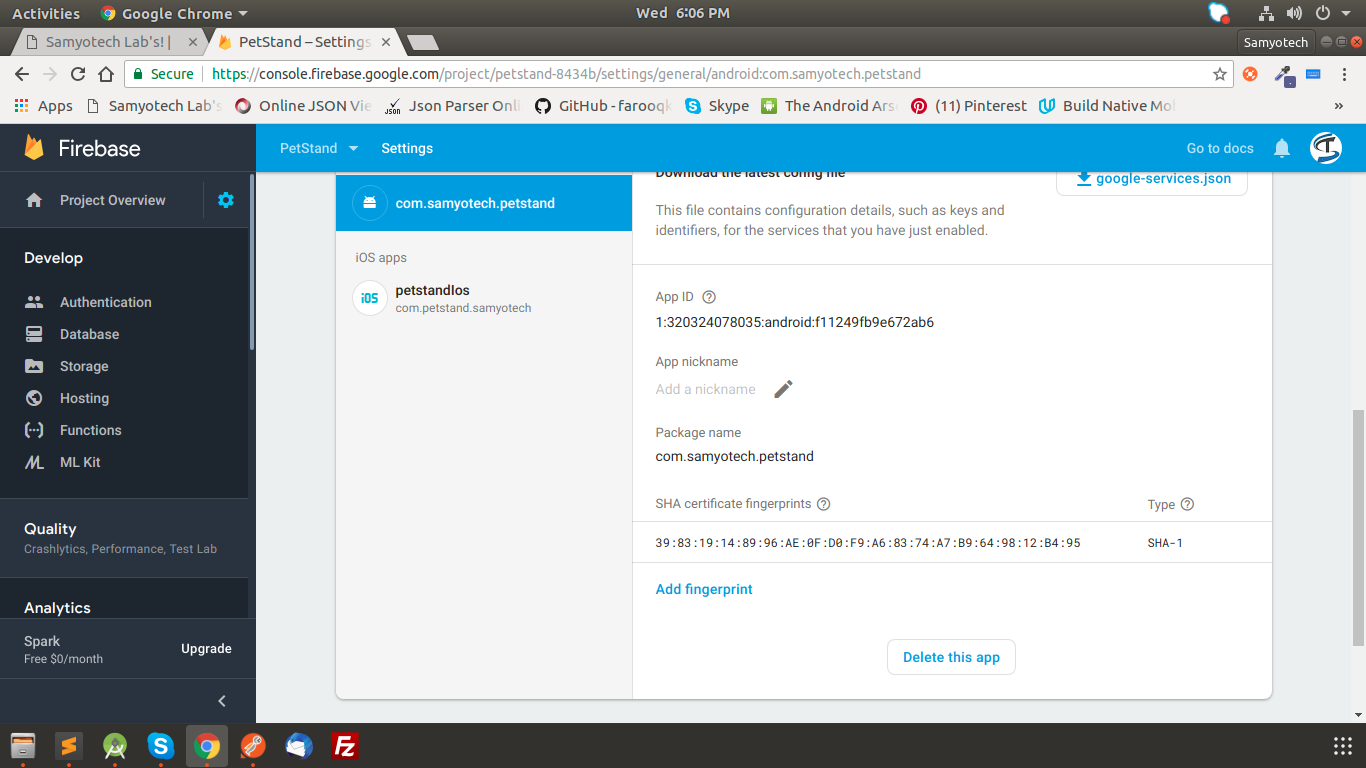 Activities Google Chrome Wed 6:06 PM
Samyotech Lab's! | PetStand – Settings Samyotech
Secure https://console.firebase.google.com/project/petstand-8434b/settings/general/android:com.samyotech.petstand
Apps Samyotech Lab's Online JSON Vie Json Parser Onli GitHub - farooqk Skype The Android Arse (11) Pinterest Build Native Mo »
Firebase
PetStand Settings Go to docs
Project Overview
Develop
Authentication
Database
Storage
Hosting
Functions
ML Kit
Quality
Crashlytics, Performance, Test Lab
Analytics
Spark
Free $0/month
Upgrade
com.samyotech.petstand
iOS apps
iOS
petstandIos
com.petstand.samyotech
Download the latest config file
google-services.json
This file contains configuration details, such as keys and
identifiers, for the services that you have just enabled.
App ID
1:320324078035:android:f11249fb9e672ab6
App nickname
Add a nickname
Package name
com.samyotech.petstand
SHA certificate fingerprints Type
39:83:19:14:89:96:AE:0F:D0:F9:A6:83:74:A7:B9:64:98:12:B4:95 SHA-1
Add fingerprint
Delete this app